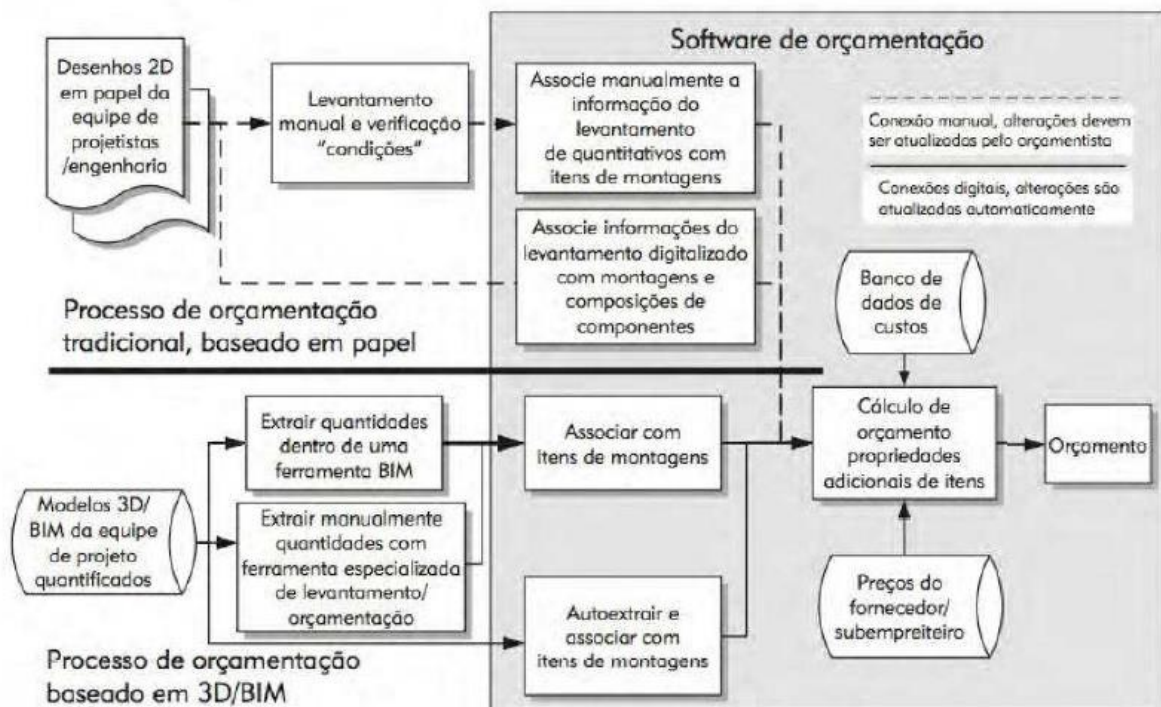 Software de orçamentação
Desenhos 2D
em papel da
equipe de
projetistas
/engenharia
Levantamento
manual e verificação
"condições"
Associe manualmente a
informação do
levantamento
de quantitativos com
itens de montagens
Conexão manual, alterações devem
ser atualizadas pelo orçamentista
Conexões digitais, alterações são
atualizadas automaticamente
Associe informações do
levantamento digitalizado
com montagens e
composições de
componentes
Banco de
dados de
custos
Processo de orçamentação
tradicional, baseado em papel
Extrair quantidades
dentro de uma
ferramenta BIM
Associar com
itens de montagens
Cálculo de
orçamento
propriedades
adicionais de itens
Orçamento
Modelos 3D/
BIM da equipe
de projeto
quantificados
Extrair manualmente
quantidades com
ferramenta especializada
de levantamento/
orçamentação
Autoextrair e
associar com
itens de montagens
Preços do
fornecedor/
subempreiteiro
Processo de orçamentação
baseado em 3D/BIM